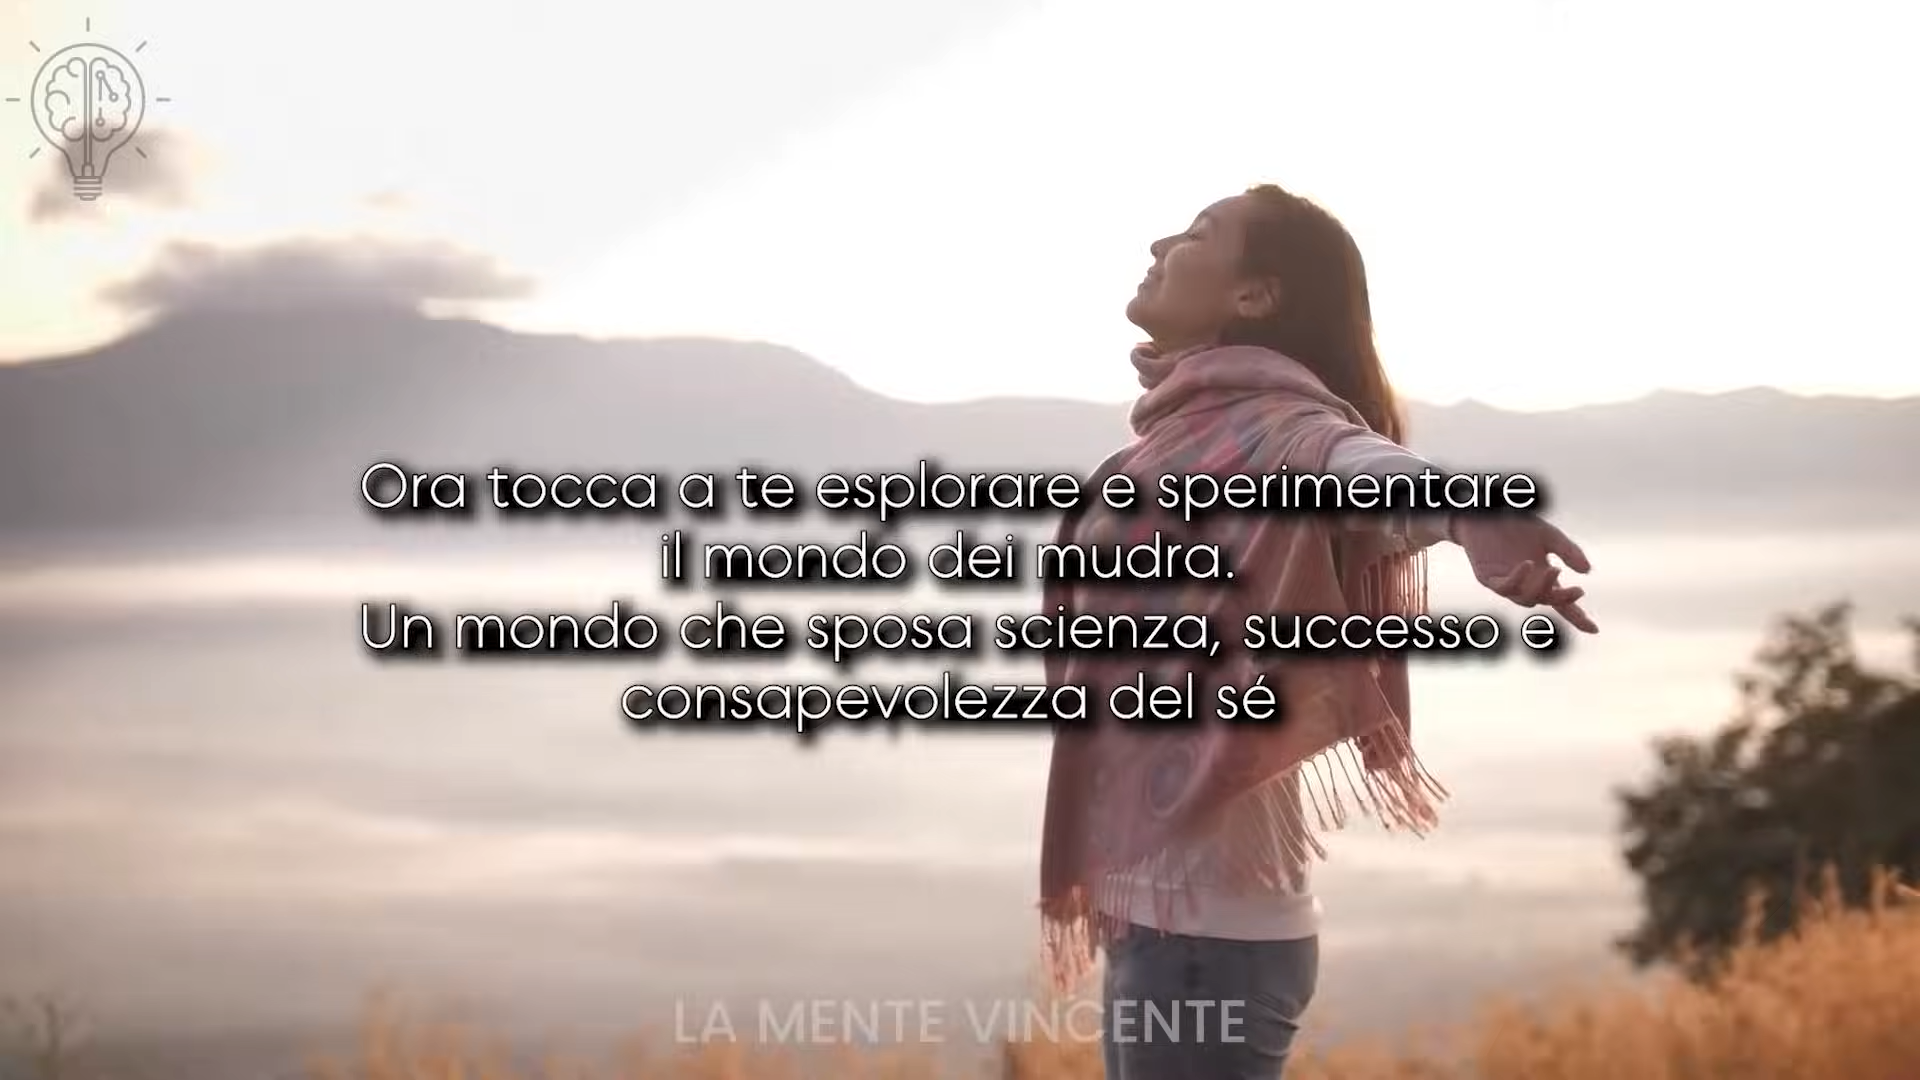 Ora tocca a te esplorare e sperimentare
il mondo dei mudra.
Un mondo che sposa scienza, successo e
consapevolezza del sé
LA MENTE VINCENTE